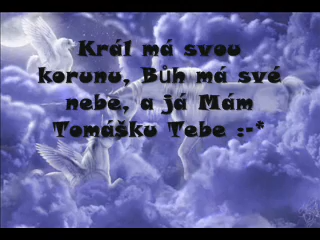 Král má svou
korunu, Bůh má své
nebe, a já Mám
Tomášku Tebe :-*